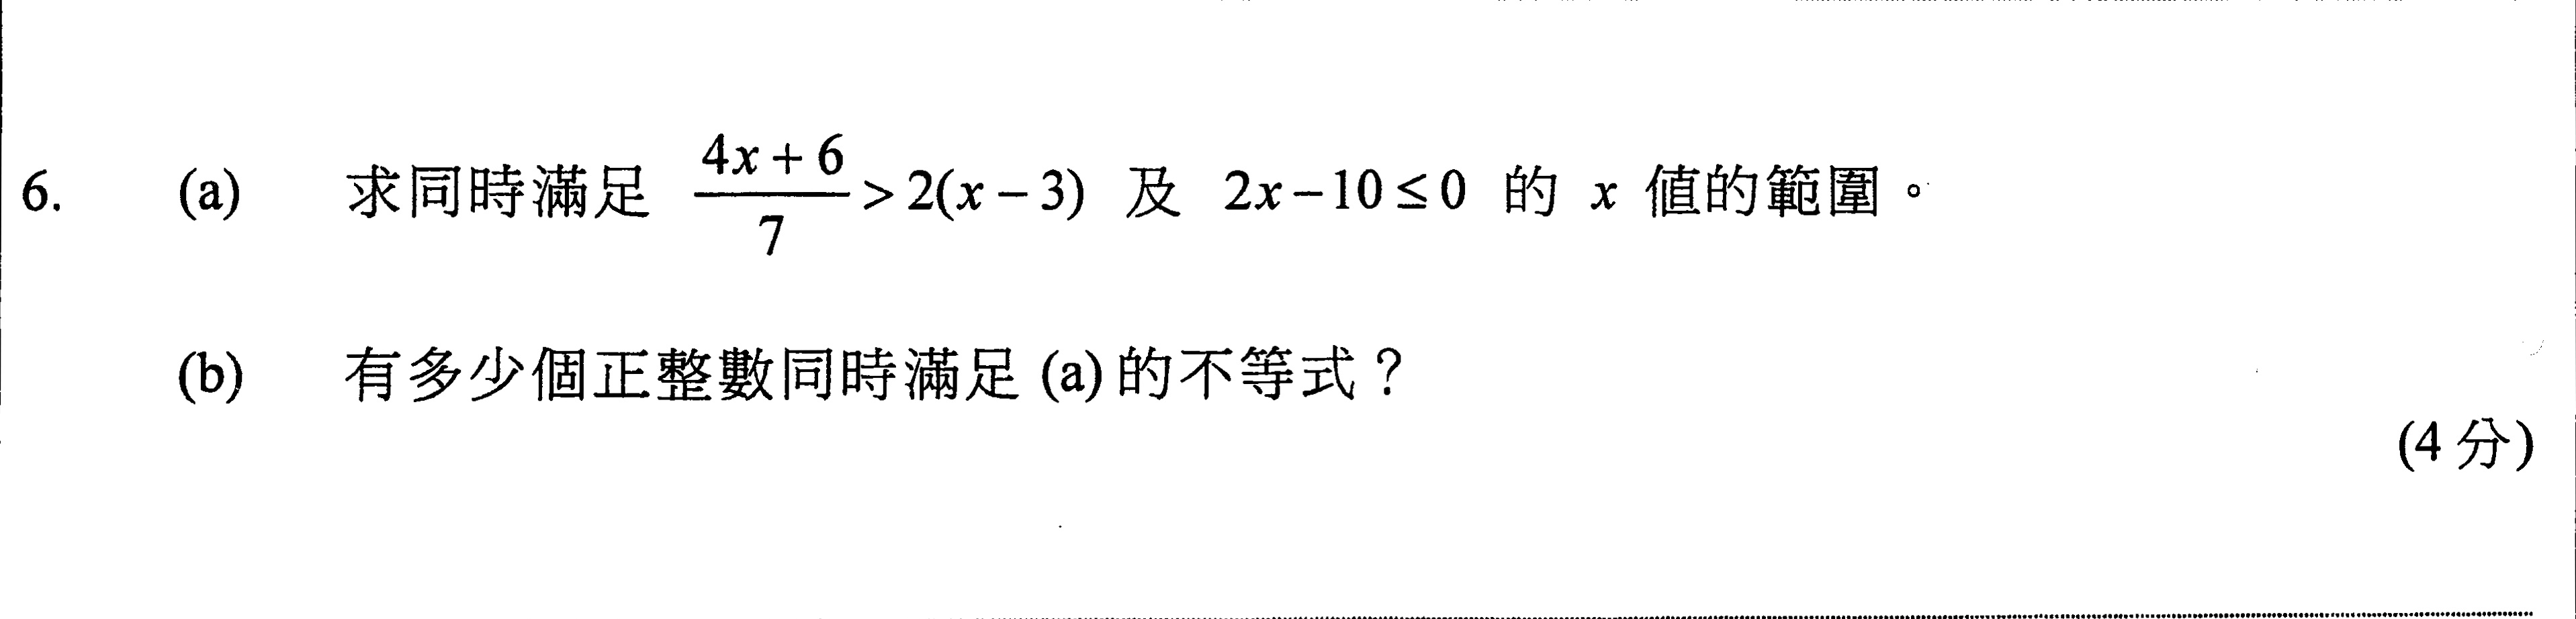 6. (a) 求同時滿足 \frac{4x+6}{7} > 2(x-3) 及 2x-10≤0 的 x 值的範圍。
(b) 有多少個正整數同時滿足 (a) 的不等式？
(4 分)